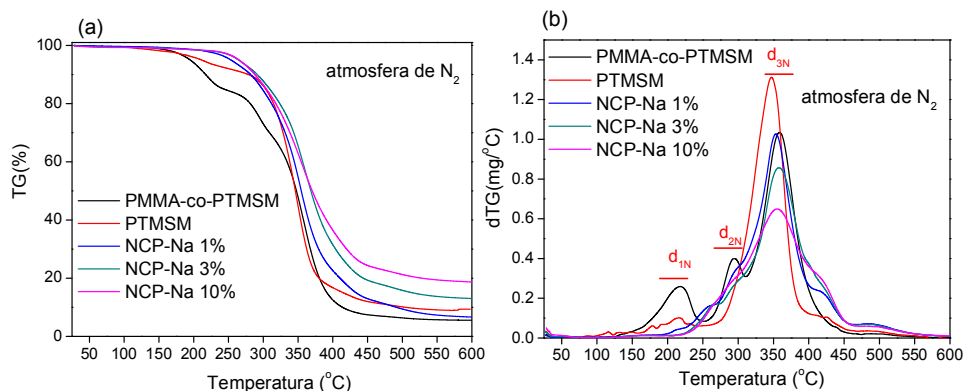 (a)
atmosfera de N2
TG(%)
100
80
60
40
20
0
PMMA-co-PTMSM
PTMSM
NCP-Na 1%
NCP-Na 3%
NCP-Na 10%
50 100 150 200 250 300 350 400 450 500 550 600
Temperatura (°C)
(b)
PMMA-co-PTMSM
PTMSM
NCP-Na 1%
NCP-Na 3%
NCP-Na 10%
d3N
atmosfera de N2
d2N
d1N
dTG(mg/°C)
1.4
1.2
1.0
0.8
0.6
0.4
0.2
0.0
50 100 150 200 250 300 350 400 450 500 550 600
Temperatura (°C)